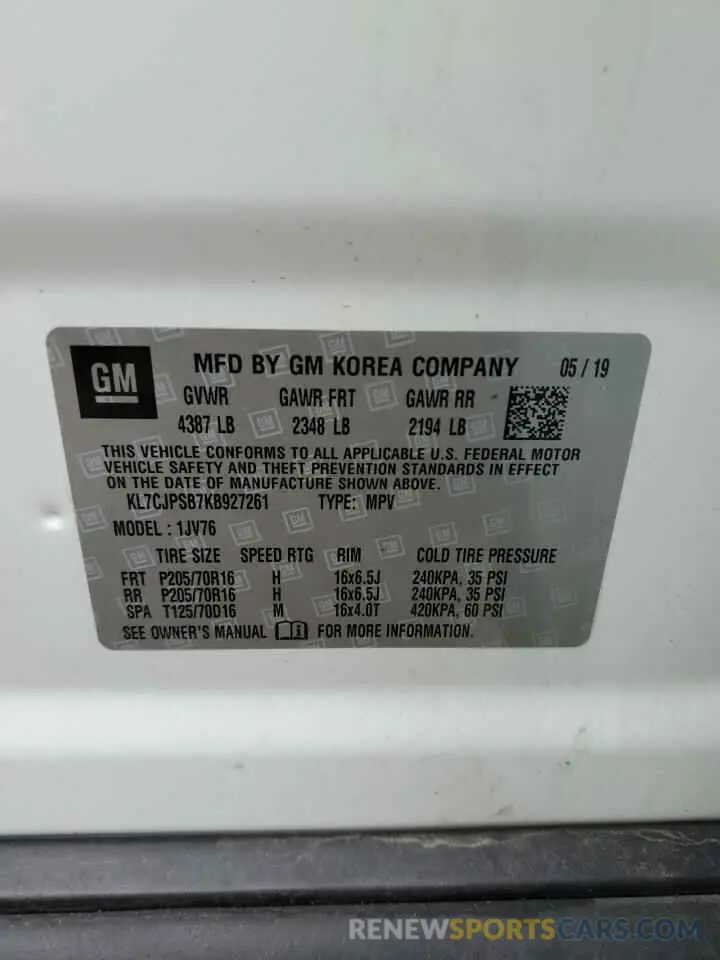 GM
MFD BY GM KOREA COMPANY 05 / 19
GVWR GAWR FRT GAWR RR
4387 LB 2348 LB 2194 LB
THIS VEHICLE CONFORMS TO ALL APPLICABLE U.S. FEDERAL MOTOR
VEHICLE SAFETY AND THEFT PREVENTION STANDARDS IN EFFECT
ON THE DATE OF MANUFACTURE SHOWN ABOVE.
KL7CJPSB7KB927261 TYPE: MPV
MODEL : 1JV76
TIRE SIZE SPEED RTG RIM COLD TIRE PRESSURE
FRT P205/70R16 H 16x6.5J 240KPA, 35 PSI
RR P205/70R16 H 16x6.5J 240KPA, 35 PSI
SPA T125/70D16 M 16x4.0T 420KPA, 60 PSI
SEE OWNER'S MANUAL FOR MORE INFORMATION.
RENEWSPORTSCARS.COM